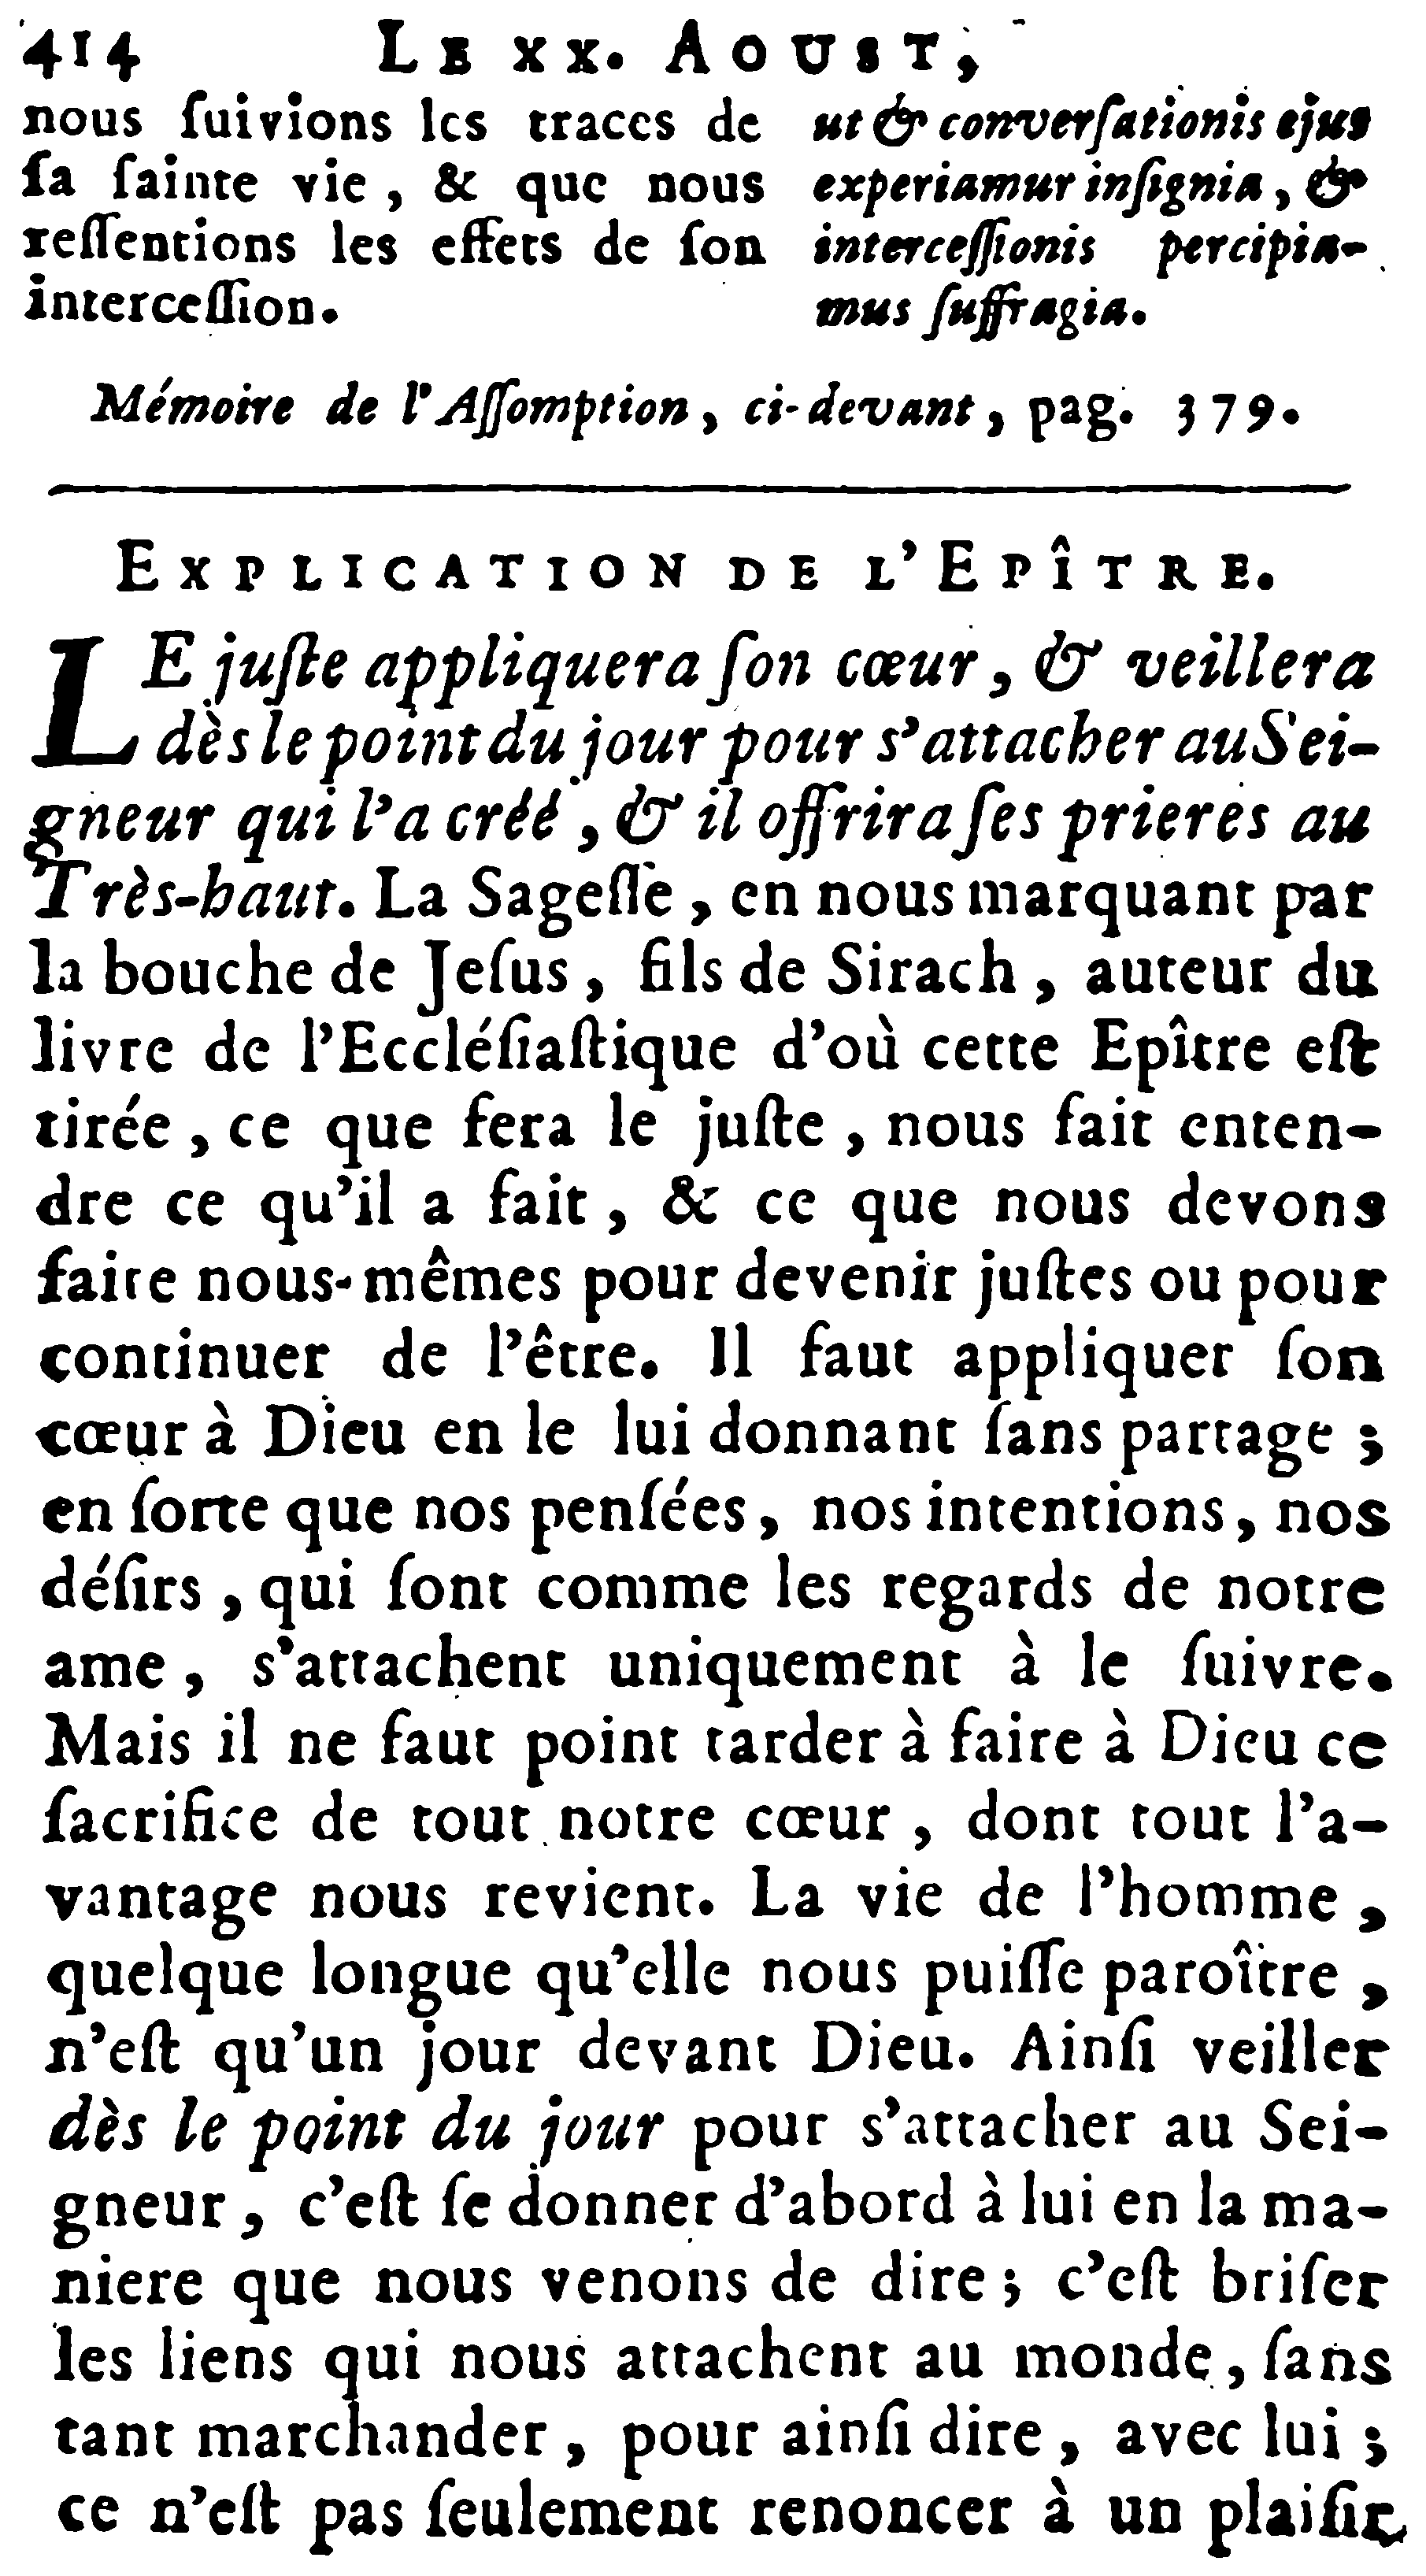 414 LE XX. AOUST,
nous ſuivions les traces de
ſa ſainte vie, & que nous
reſſentions les effets de ſon
interceſſion.
ut & converſationis ejus
experiamur inſignia, &
interceſſionis percipia-
mus ſuffragia.
Mémoire de l'Aſſomption, ci-devant, pag. 379.
EXPLICATION DE L'EPÎTRE.
LE juſte appliquera ſon cœur, & veillera
dès le point du jour pour s'attacher au Sei-
gneur qui l'a créé, & il offrira ſes prieres au
Très-haut. La Sageſſe, en nous marquant par
la bouche de Jeſus, fils de Sirach, auteur du
livre de l'Eccléſiaſtique d'où cette Epître eſt
tirée, ce que fera le juſte, nous fait enten-
dre ce qu'il a fait, & ce que nous devons
faire nous-mêmes pour devenir juſtes ou pour
continuer de l'être. Il faut appliquer ſon
cœur à Dieu en le lui donnant ſans partage;
en ſorte que nos penſées, nos intentions, nos
déſirs, qui ſont comme les regards de notre
ame, s'attachent uniquement à le ſuivre.
Mais il ne faut point tarder à faire à Dieu ce
ſacrifice de tout notre cœur, dont tout l'a-
vantage nous revient. La vie de l'homme,
quelque longue qu'elle nous puiſſe paroître,
n'eſt qu'un jour devant Dieu. Ainſi veiller
dès le point du jour pour s'attacher au Sei-
gneur, c'eſt ſe donner d'abord à lui en la ma-
niere que nous venons de dire; c'eſt briſer
les liens qui nous attachent au monde, ſans
tant marchander, pour ainſi dire, avec lui;
ce n'eſt pas ſeulement renoncer à un plaiſir